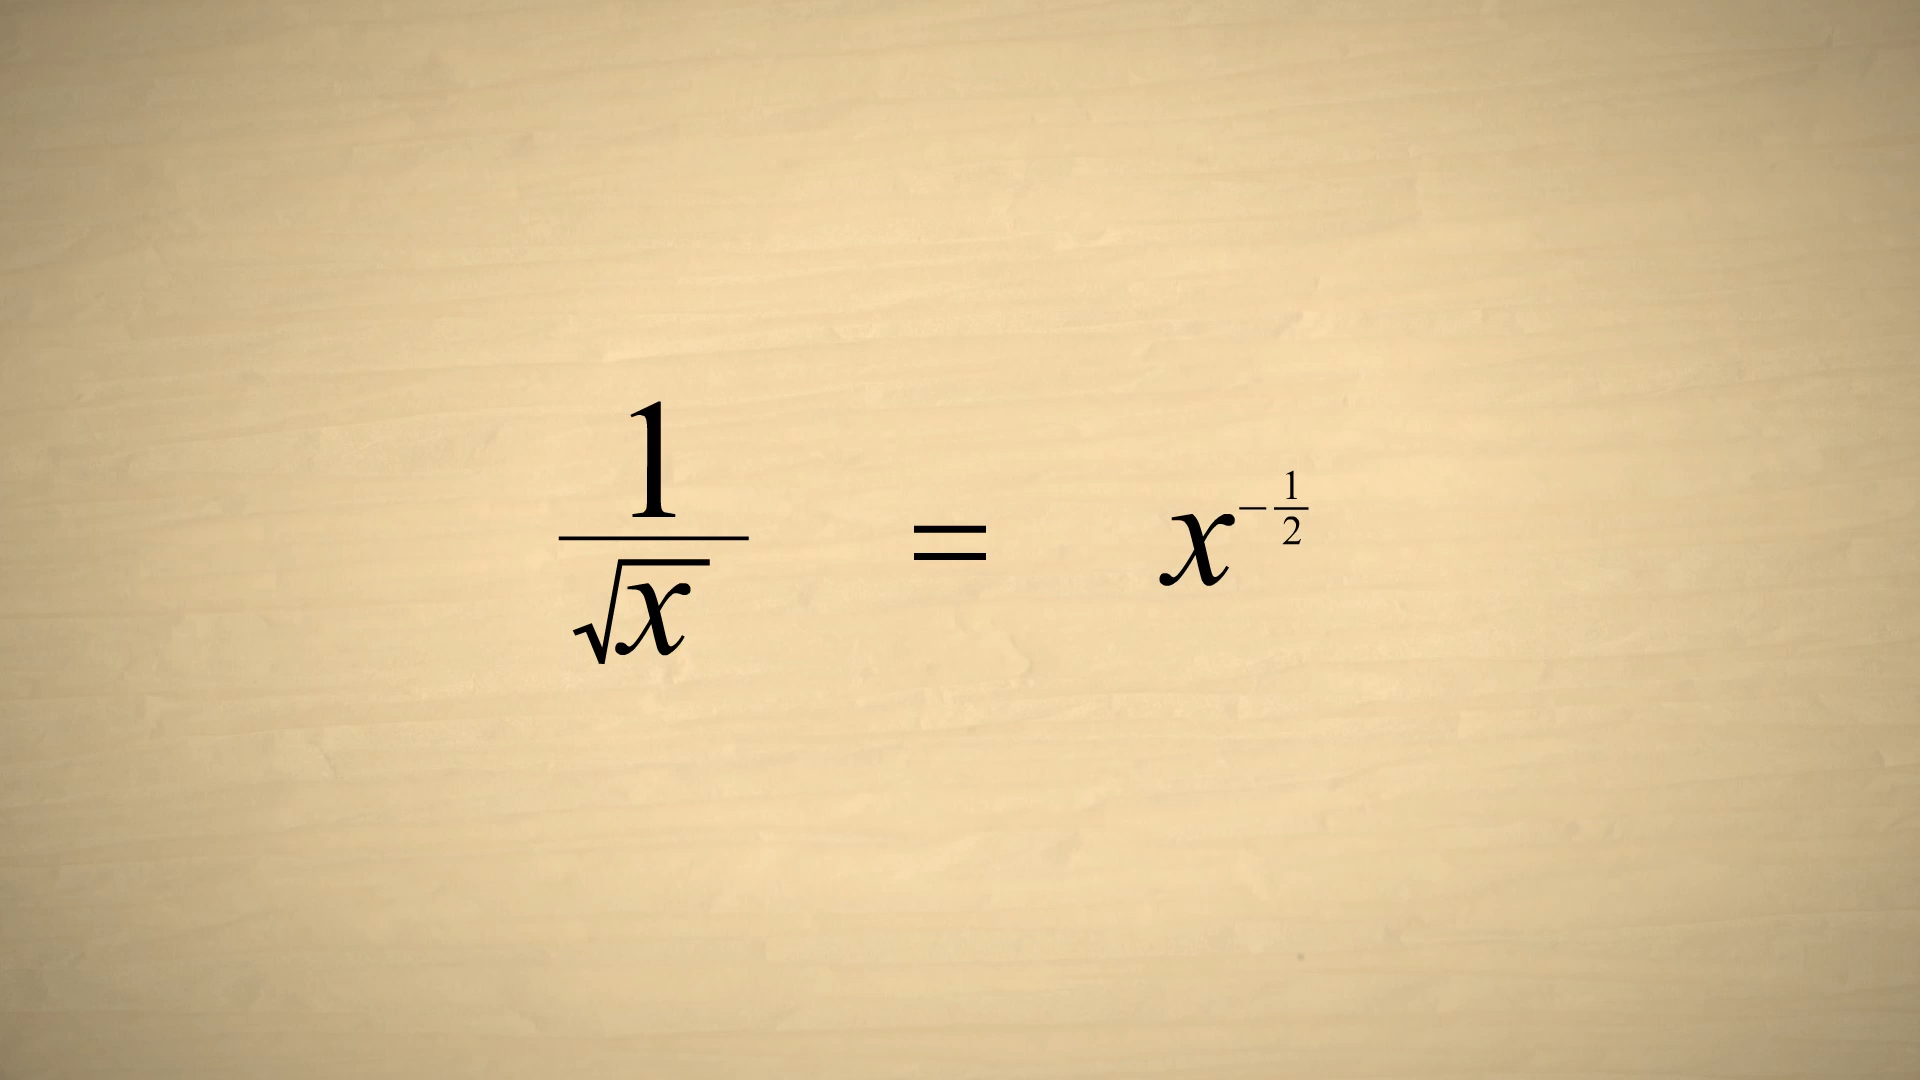 1/√x = x^(-1/2)